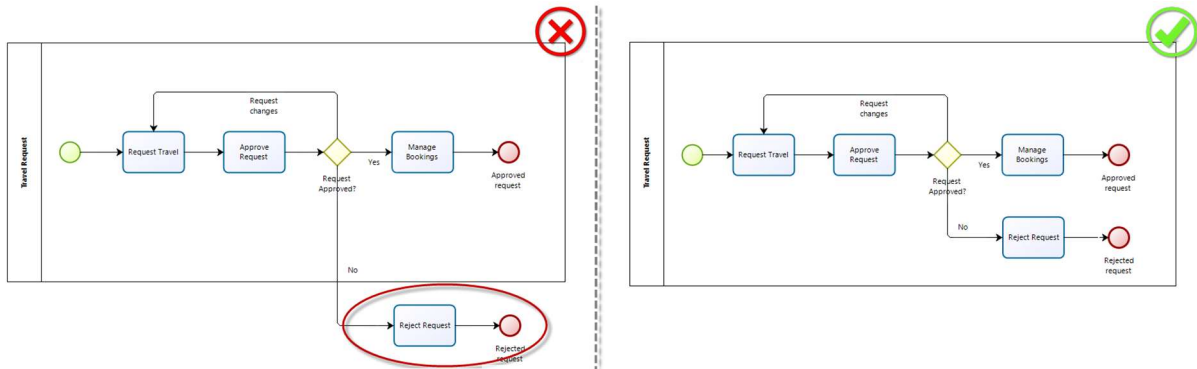 Travel Request
Request
changes
Request Travel
Approve
Request
Request
Approved?
Yes
Manage
Bookings
Approved
request
No
Reject Request
Rejected
request
Travel Request
Request
changes
Request Travel
Approve
Request
Request
Approved?
Yes
Manage
Bookings
Approved
request
No
Reject Request
Rejected
request